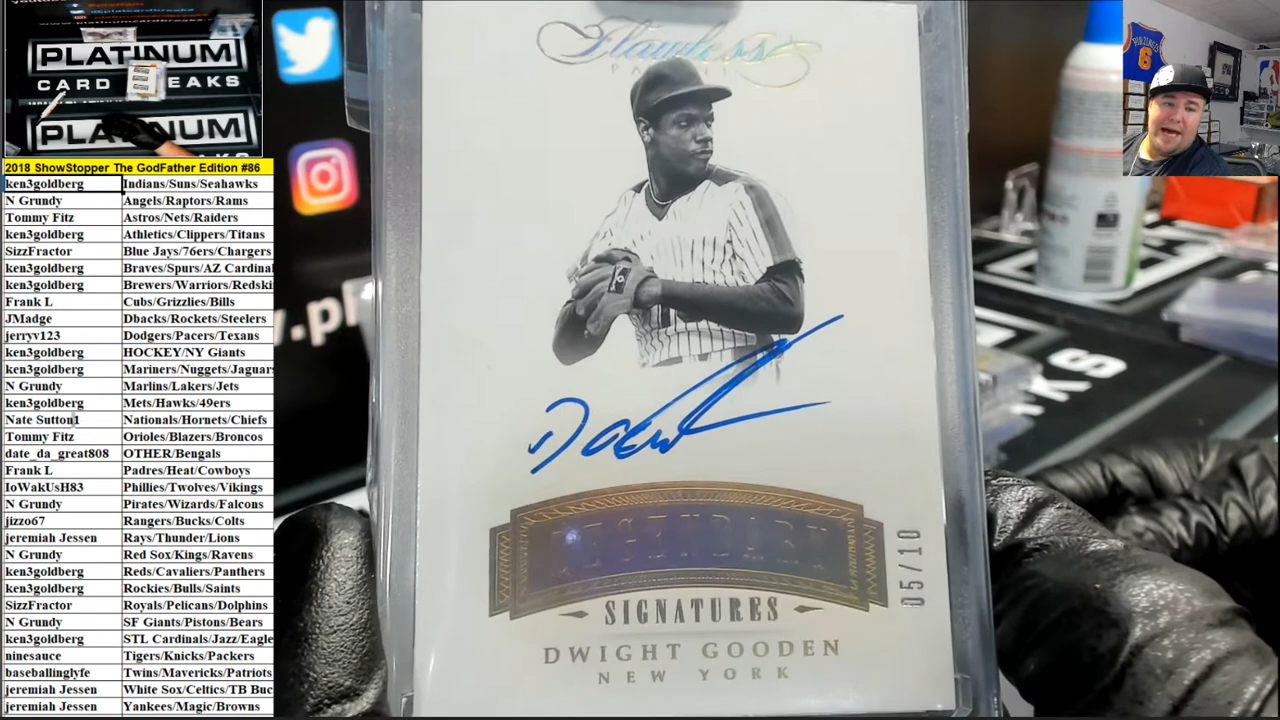 PLATINUM
CARD BREAKS
PLATINUM
2018 ShowStopper The GodFather Edition #86
ken3goldberg Indians/Suns/Seahawks
N Grundy Angels/Raptors/Rams
Tommy Fitz Astros/Nets/Raiders
ken3goldberg Athletics/Clippers/Titans
SizzFractor Blue Jays/76ers/Chargers
ken3goldberg Braves/Spurs/AZ Cardina
ken3goldberg Brewers/Warriors/Redski
Frank L Cubs/Grizzlies/Bills
JMadge Dbacks/Rockets/Steelers
jerryv123 Dodgers/Pacers/Texans
ken3goldberg HOCKEY/NY Giants
ken3goldberg Mariners/Nuggets/Jaguars
N Grundy Marlins/Lakers/Jets
ken3goldberg Mets/Hawks/49ers
Nate Sutton1 Nationals/Hornets/Chiefs
Tommy Fitz Orioles/Blazers/Broncos
date_da_great808 OTHER/Bengals
Frank L Padres/Heat/Cowboys
IoWakUsH83 Phillies/Twolves/Vikings
N Grundy Pirates/Wizards/Falcons
jizzo67 Rangers/Bucks/Colts
jeremiah Jessen Rays/Thunder/Lions
N Grundy Red Sox/Kings/Ravens
ken3goldberg Reds/Cavaliers/Panthers
ken3goldberg Rockies/Bulls/Saints
SizzFractor Royals/Pelicans/Dolphins
N Grundy SF Giants/Pistons/Bears
ken3goldberg STL Cardinals/Jazz/Eagle
ninesauce Tigers/Knicks/Packers
baseballinglyfe Twins/Mavericks/Patriots
jeremiah Jessen White Sox/Celtics/TB Buc
jeremiah Jessen Yankees/Magic/Browns
Flawless
PANINI
LEGENDARY
SIGNATURES
DWIGHT GOODEN
NEW YORK
05/10
6